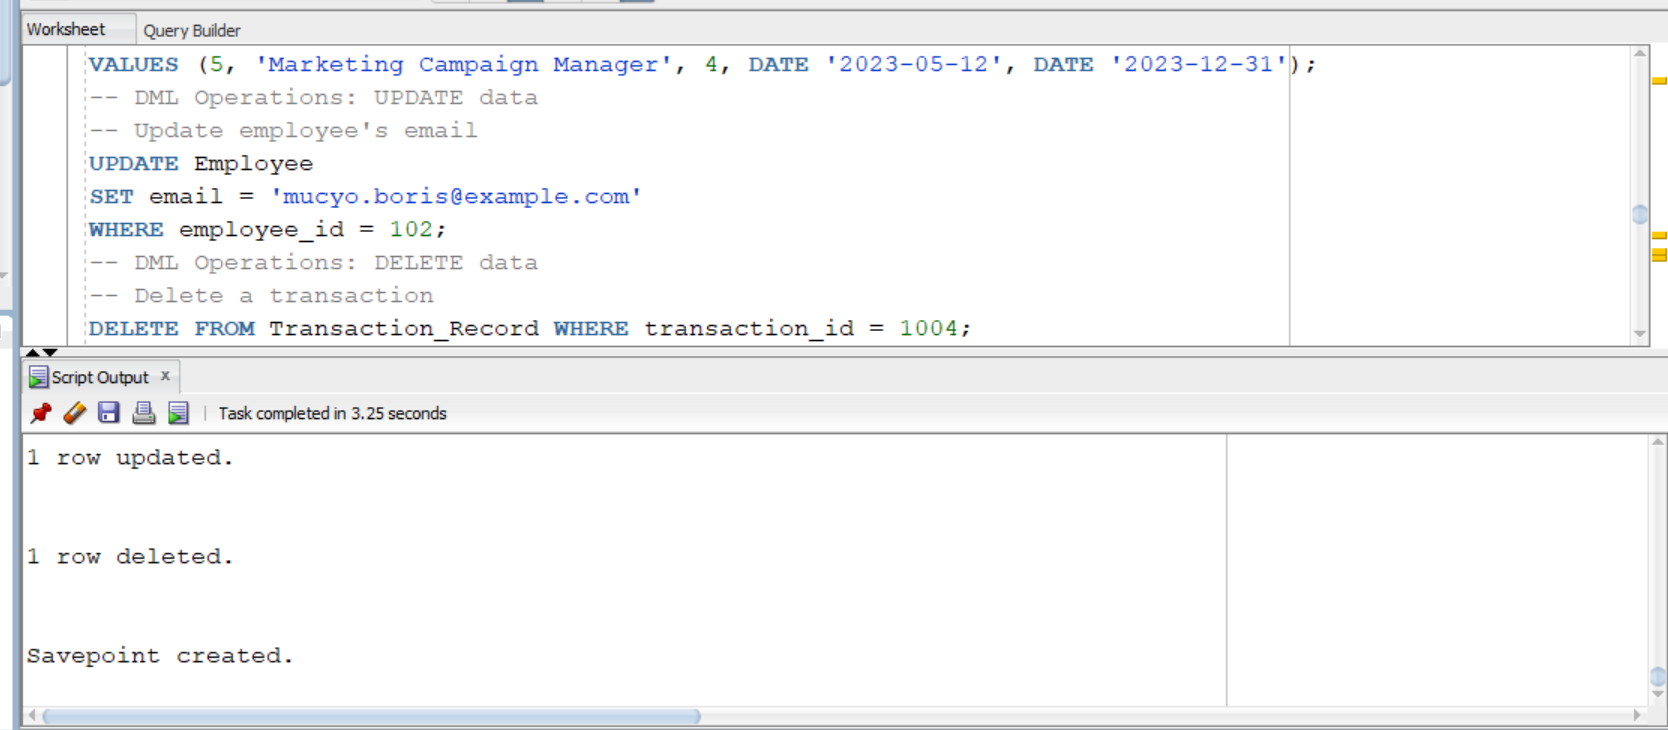 Worksheet Query Builder
VALUES (5, 'Marketing Campaign Manager', 4, DATE '2023-05-12', DATE '2023-12-31');
-- DML Operations: UPDATE data
-- Update employee's email
UPDATE Employee
SET email = 'mucyo.boris@example.com'
WHERE employee_id = 102;
-- DML Operations: DELETE data
-- Delete a transaction
DELETE FROM Transaction_Record WHERE transaction_id = 1004;
Script Output x
Task completed in 3.25 seconds
1 row updated.
1 row deleted.
Savepoint created.